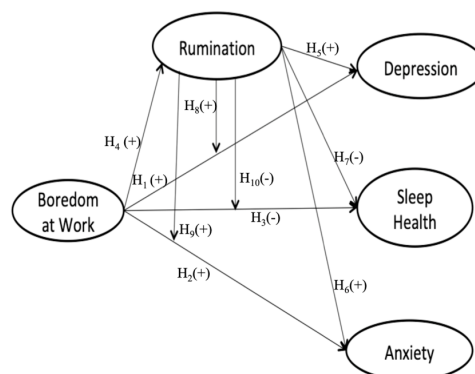 Rumination
H5(+)
Depression
H8(+)
H4 (+)
H7(-)
H10(-)
H1 (+)
Boredom
at Work
Sleep
Health
H3(-)
H9(+)
H2(+)
H6(+)
Anxiety